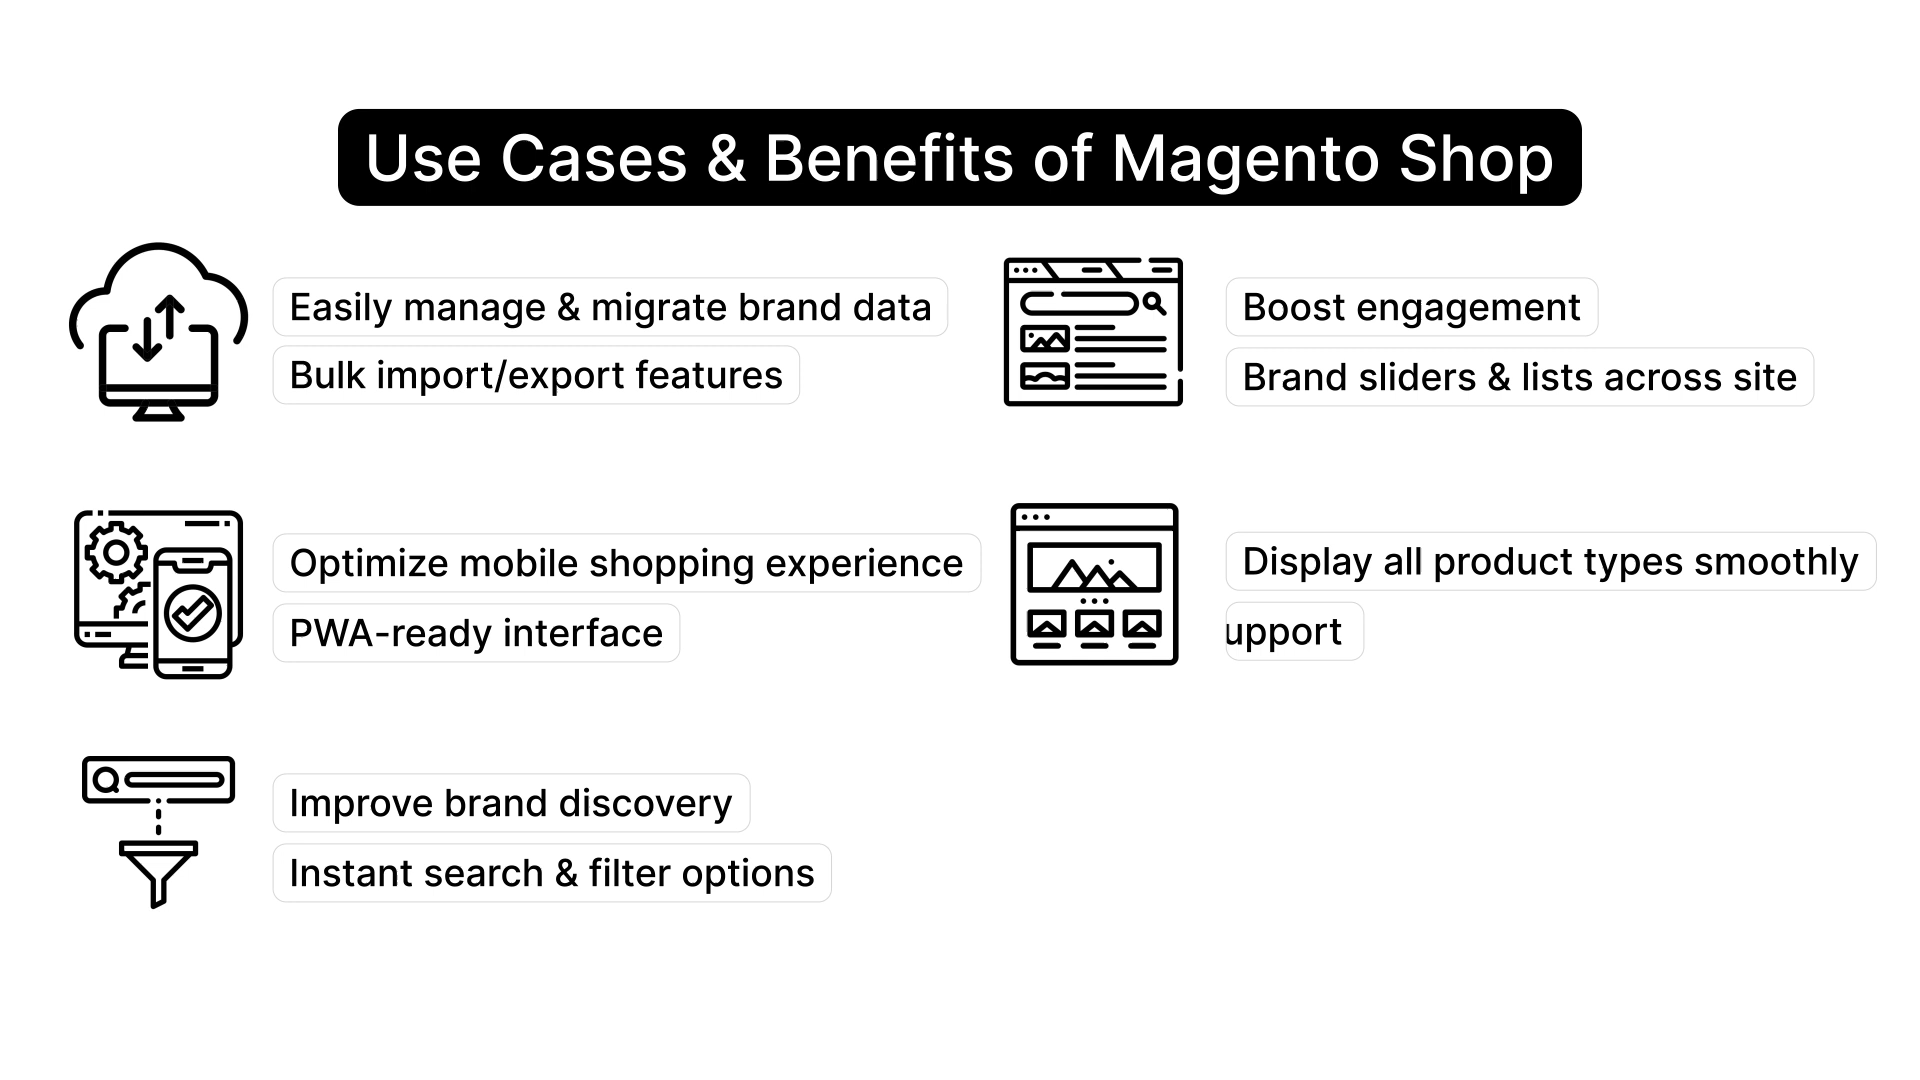 Use Cases & Benefits of Magento Shop
Easily manage & migrate brand data
Bulk import/export features
Boost engagement
Brand sliders & lists across site
Optimize mobile shopping experience
PWA-ready interface
Display all product types smoothly
upport
Improve brand discovery
Instant search & filter options